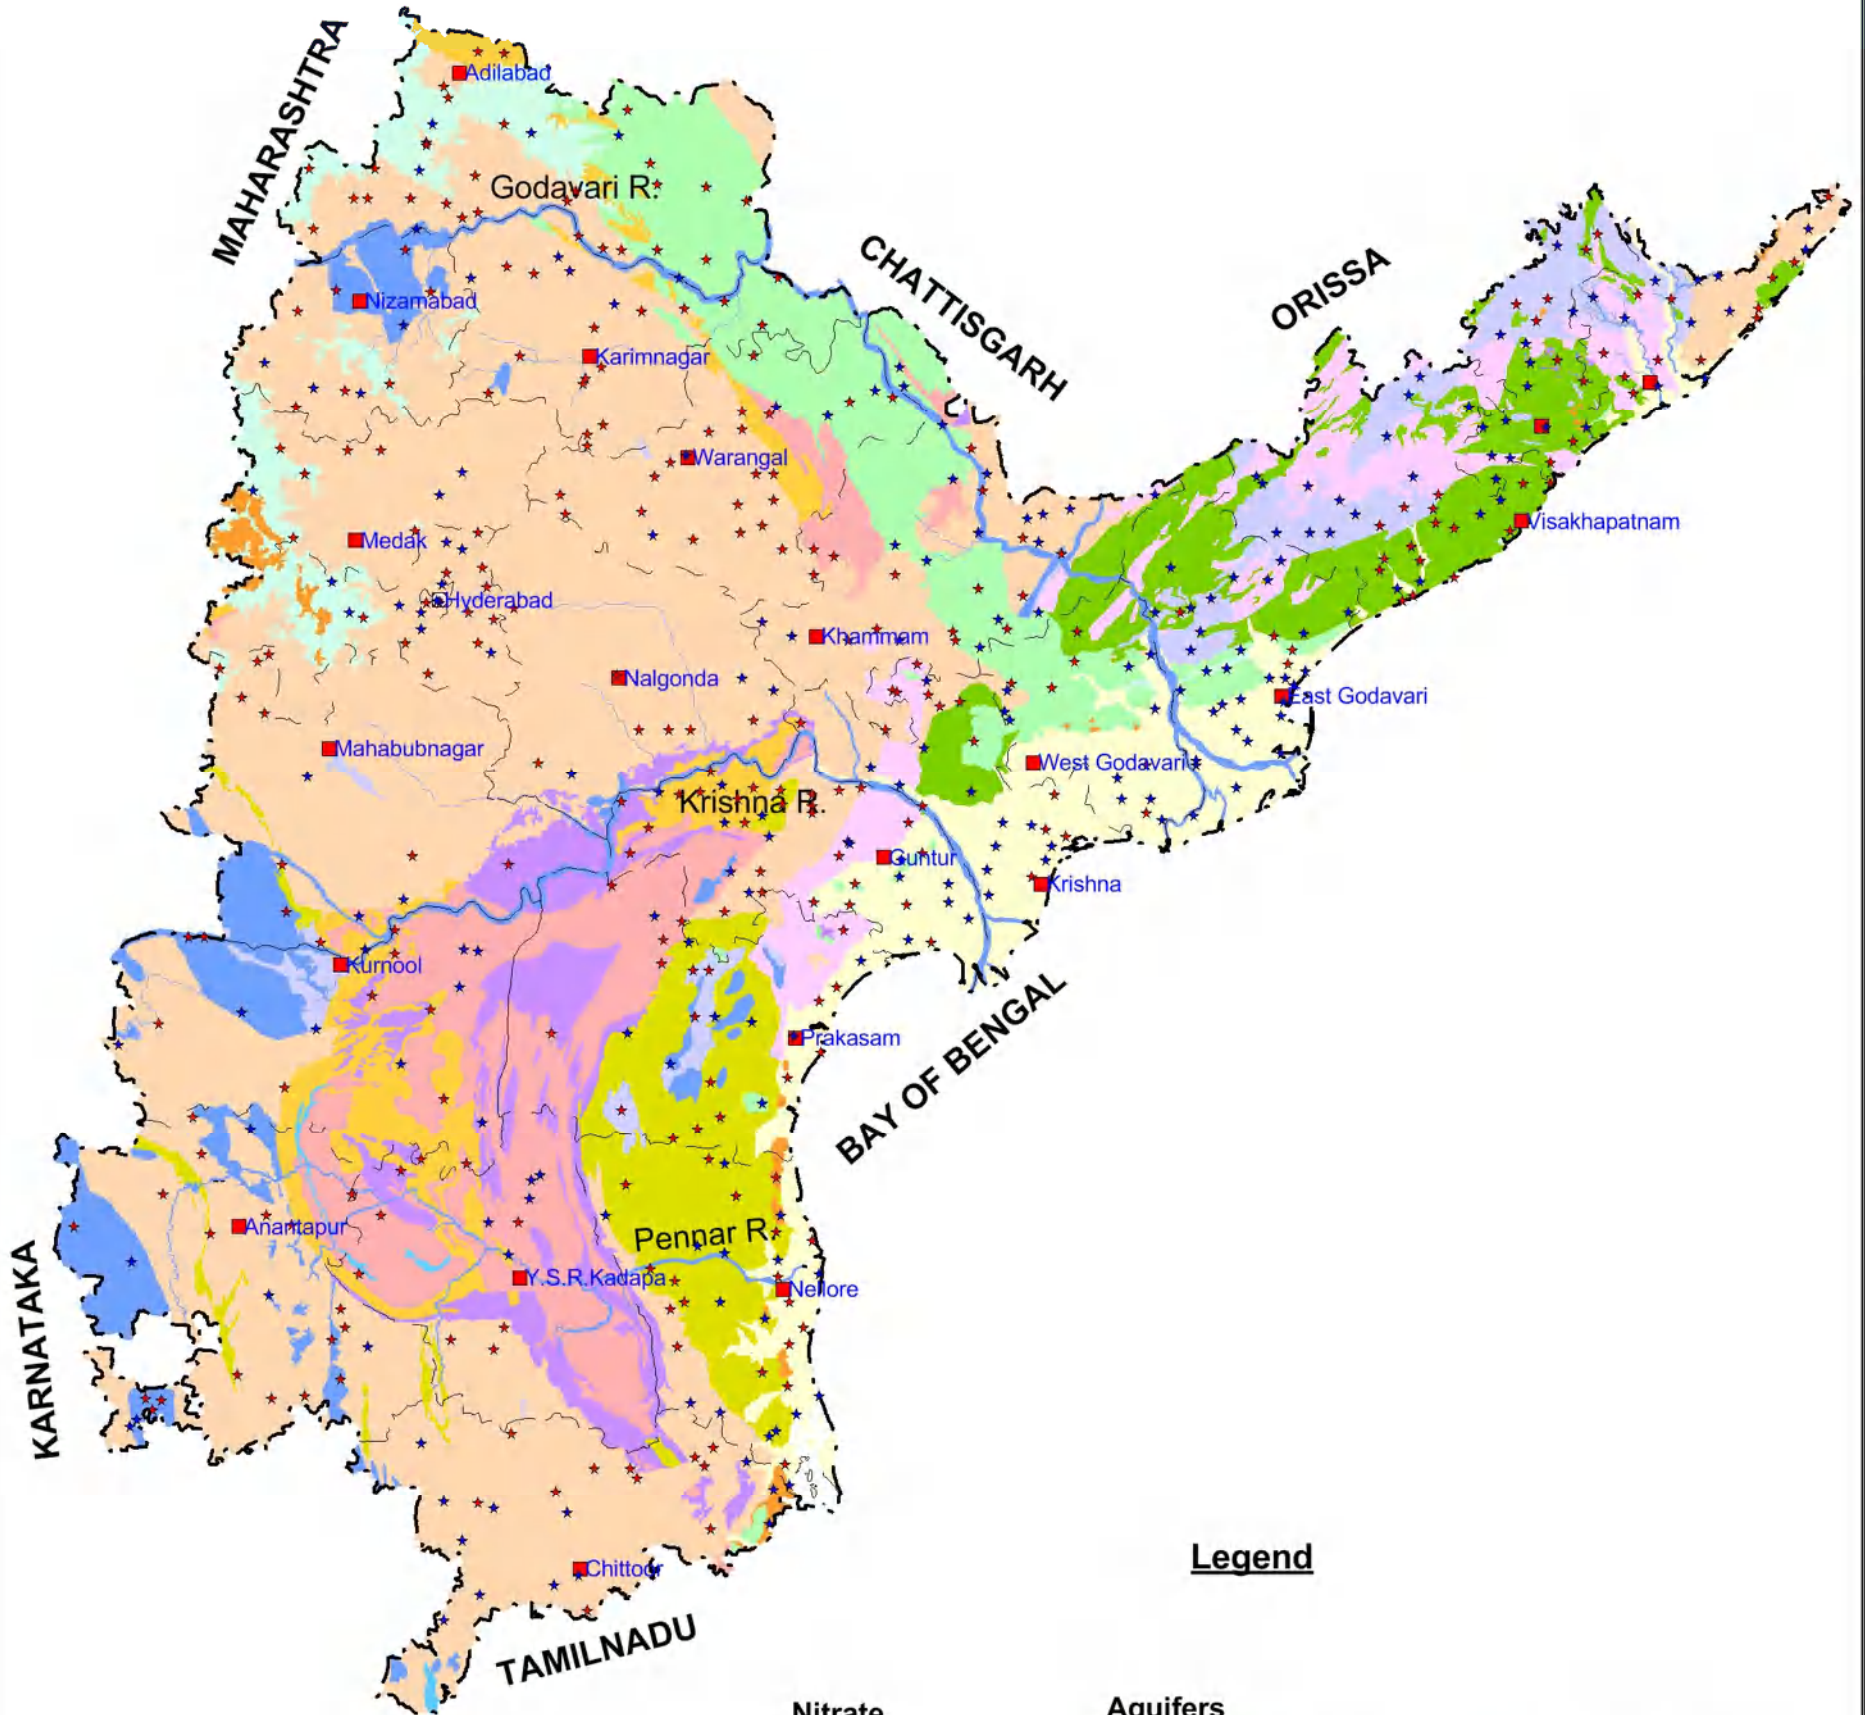 MAHARASHTRA
Adilabad
Godavari R.
CHATTISGARH
ORISSA
Nizamabad
Karimnagar
Warangal
Medak
Visakhapatnam
Hyderabad
Khammam
Nalgonda
East Godavari
Mahabubnagar
West Godavari
Krishna R.
Guntur
Krishna
Kurnool
Prakasam
BAY OF BENGAL
KARNATAKA
Anantapur
Pennar R.
Y.S.R.Kadapa
Nellore
Legend
Chittoor
TAMILNADU
Nitrate
Aquifers